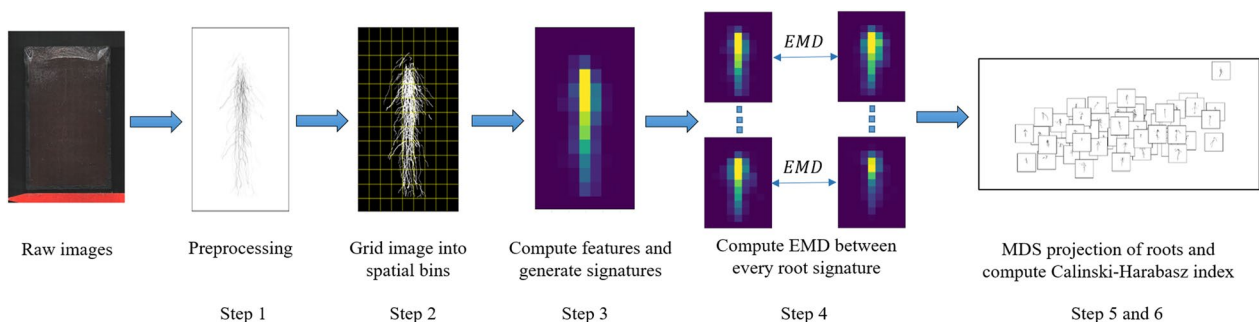 EMD
EMD
Raw images
Preprocessing
Grid image into
spatial bins
Compute features and
generate signatures
Compute EMD between
every root signature
MDS projection of roots and
compute Calinski-Harabasz index
Step 1
Step 2
Step 3
Step 4
Step 5 and 6